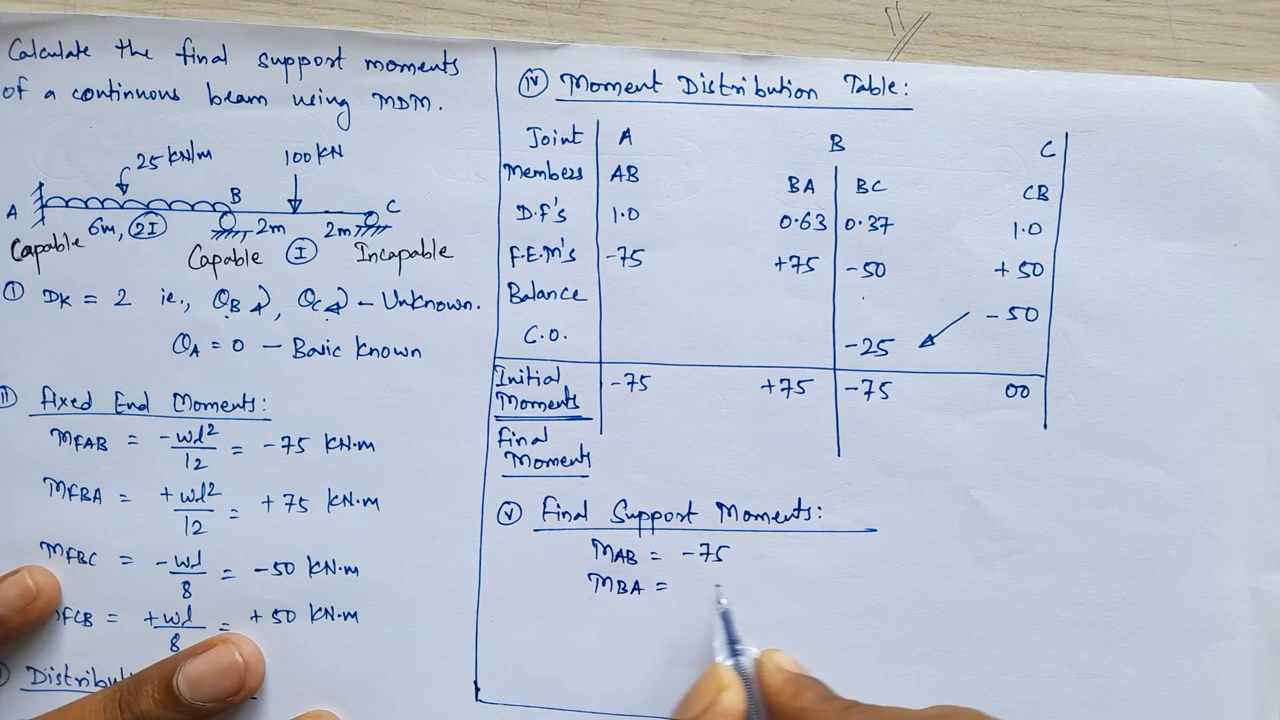 Calculate the final support moments
of a continuous beam using MDM.
25 kN/m
100 kN
A
B
C
6m, 2I
2m
2m
Capable
Capable
I
Incapable
① DK = 2 ie., θB, θC - Unknown.
θA = 0 - Basic known
Fixed End Moments:
MFAB = -wl²/12 = -75 KN.m
MFBA = +wl²/12 = +75 KN.m
MFBC = -wl/8 = -50 KN.m
FCB = +wl/8 = +50 KN.m
iv Moment Distribution Table:
Joint A B C
Members AB BA BC CB
D.F's 1.0 0.63 0.37 1.0
F.E.M's -75 +75 -50 +50
Balance -50
C.O. -25
Initial Moments -75 +75 -75 00
Final
Moments
v Final Support Moments:
MAB = -75
MBA =